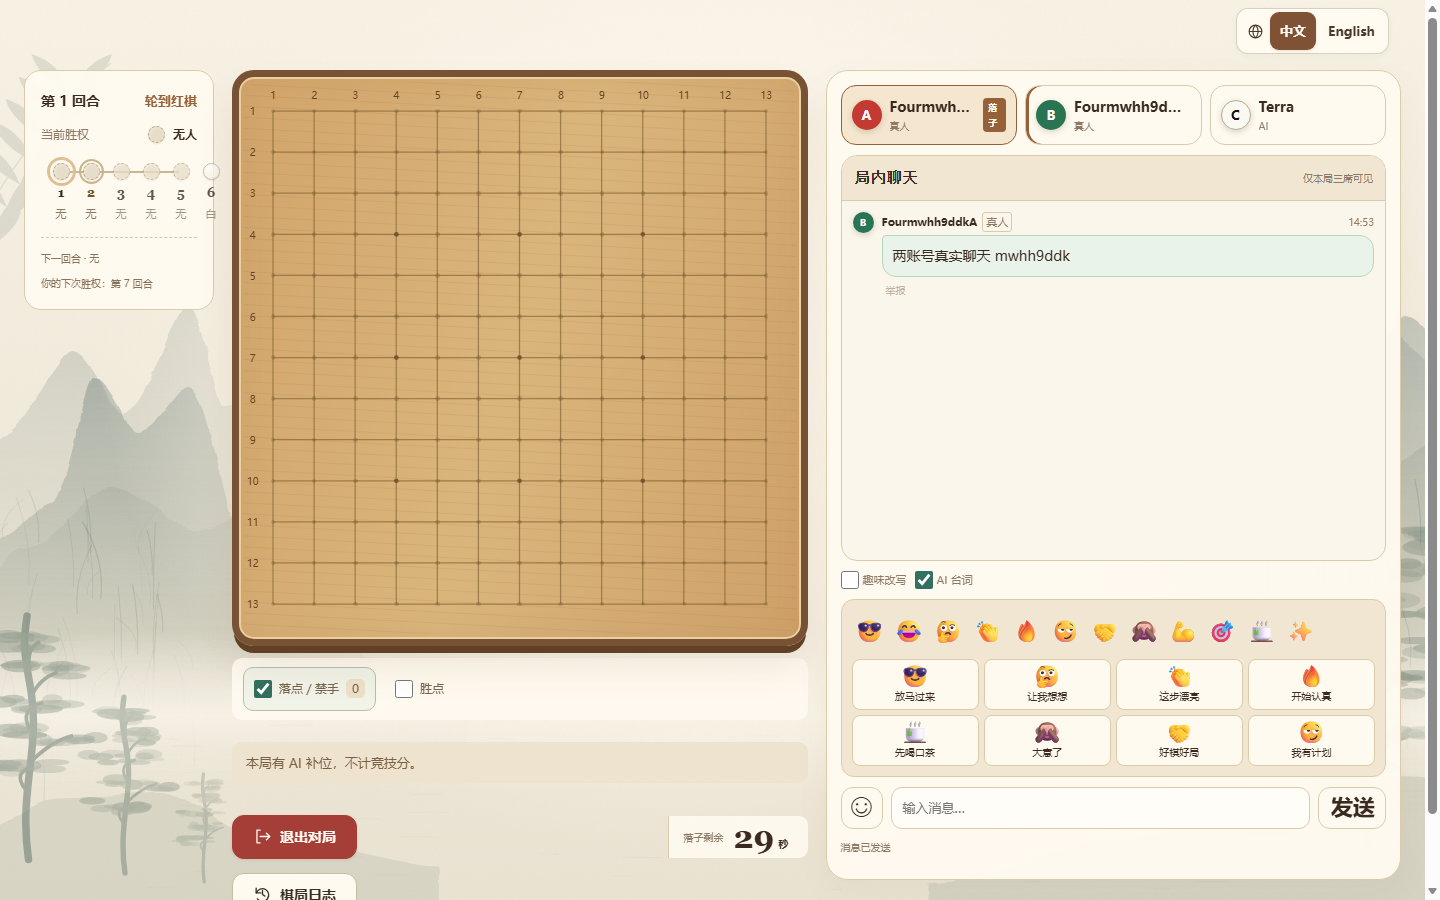 中文 English
第 1 回合 轮到红棋
当前胜权 无人
1 2 3 4 5 6
无 无 无 无 无 白
下一回合 · 无
你的下次胜权：第 7 回合
1 2 3 4 5 6 7 8 9 10 11 12 13
1
2
3
4
5
6
7
8
9
10
11
12
13
落点 / 禁手 0 胜点
本局有 AI 补位，不计竞技分。
退出对局
落子剩余 29 秒
棋局日志
A Fourmwh... 真人 落子
B Fourmwhh9d... 真人
C Terra AI
局内聊天 仅本局三席可见
B FourmwhH9ddkA 真人 14:53
两账号真实聊天 mwhh9ddk
举报
趣味改写 AI 台词
放马过来 让我想想 这步漂亮 开始认真
先喝口茶 大意了 好棋好局 我有计划
输入消息... 发送
消息已发送